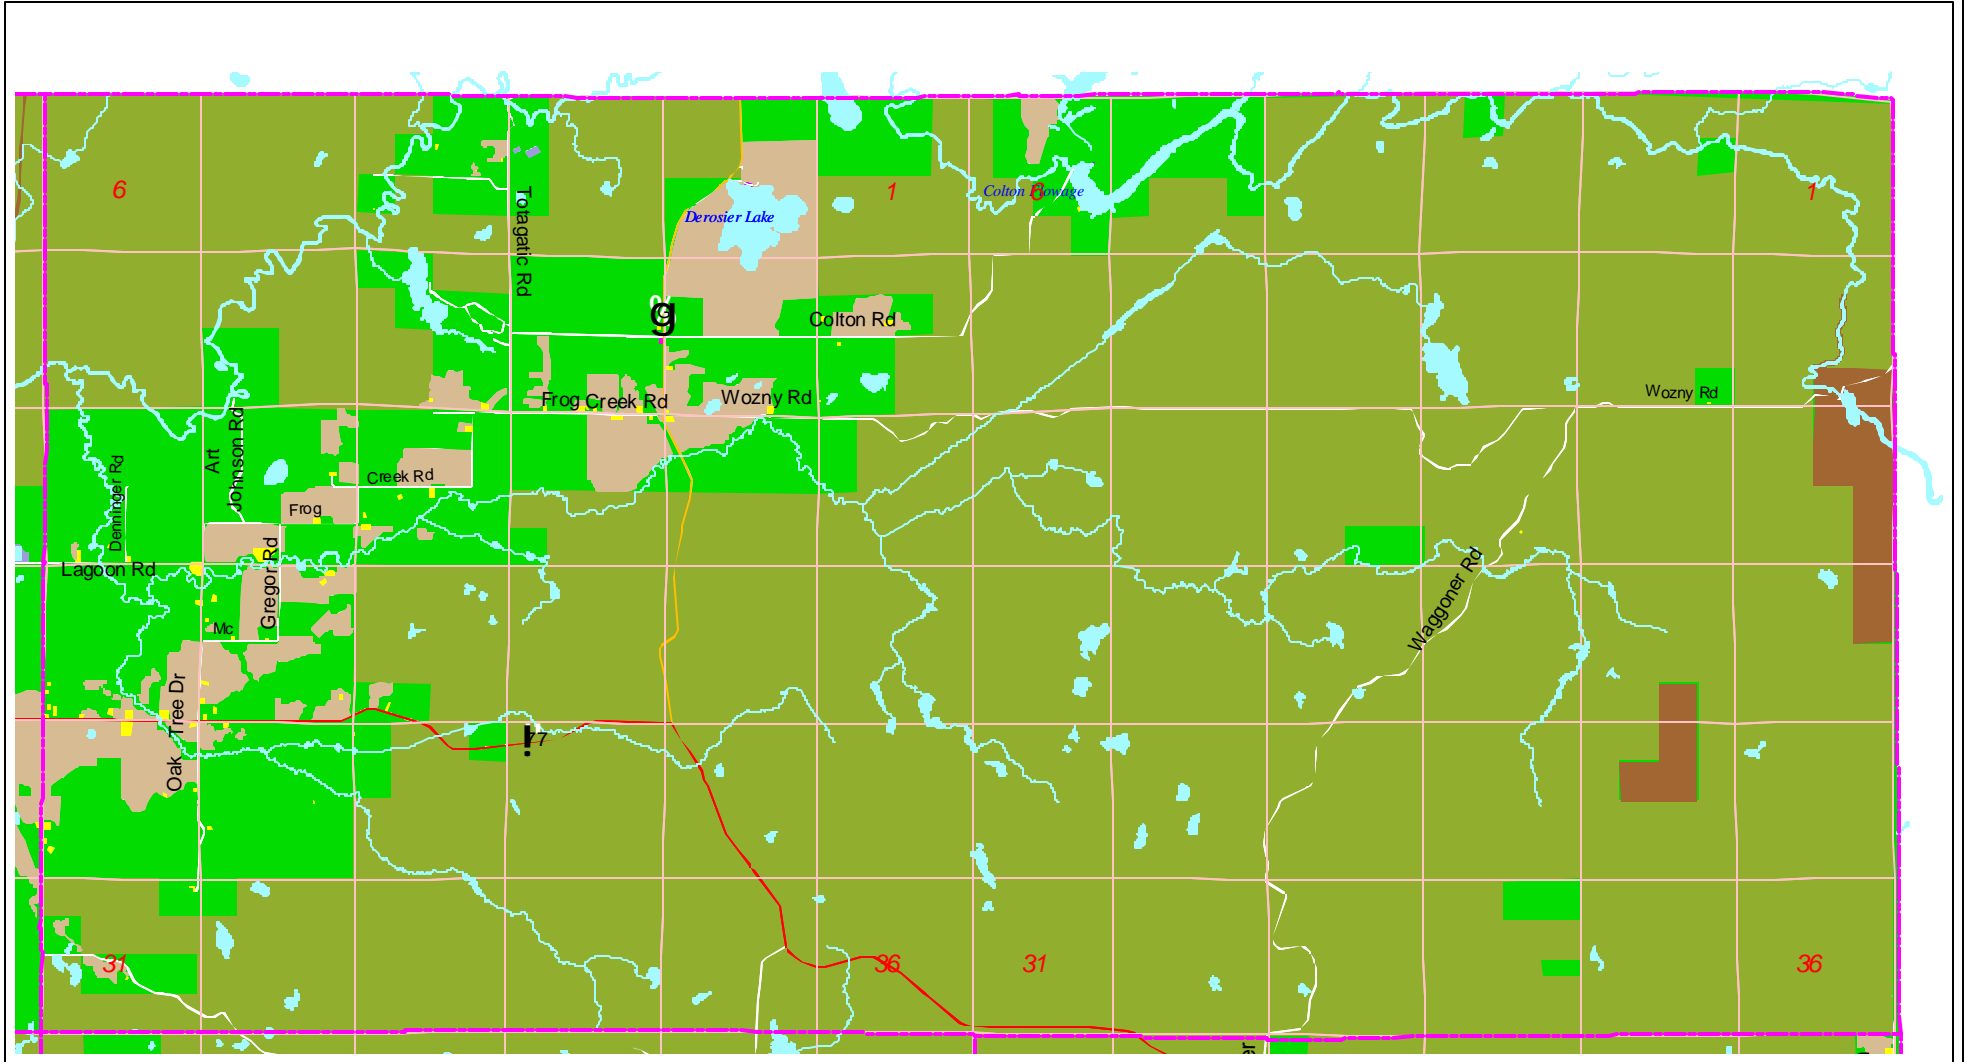 6
1
Colton Flowage
6
1
Totagatic Rd
Derosier Lake
g
G
Colton Rd
Frog Creek Rd
Wozny Rd
Wozny Rd
Art
Johnson Rd
Denninger Rd
Creek Rd
Frog
Lagoon Rd
Gregor Rd
Mc
Waggoner Rd
Oak Tree Dr
!
77
31
36
31
36
er